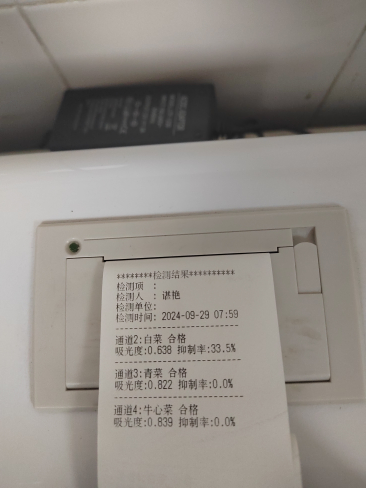 ********检测结果**********
检测项  :
检测人  : 谌艳
检测单位:
检测时间: 2024-09-29 07:59
------------------------
通道2:白菜 合格
吸光度:0.638 抑制率:33.5%
------------------------
通道3:青菜 合格
吸光度:0.822 抑制率:0.0%
------------------------
通道4:牛心菜 合格
吸光度:0.839 抑制率:0.0%